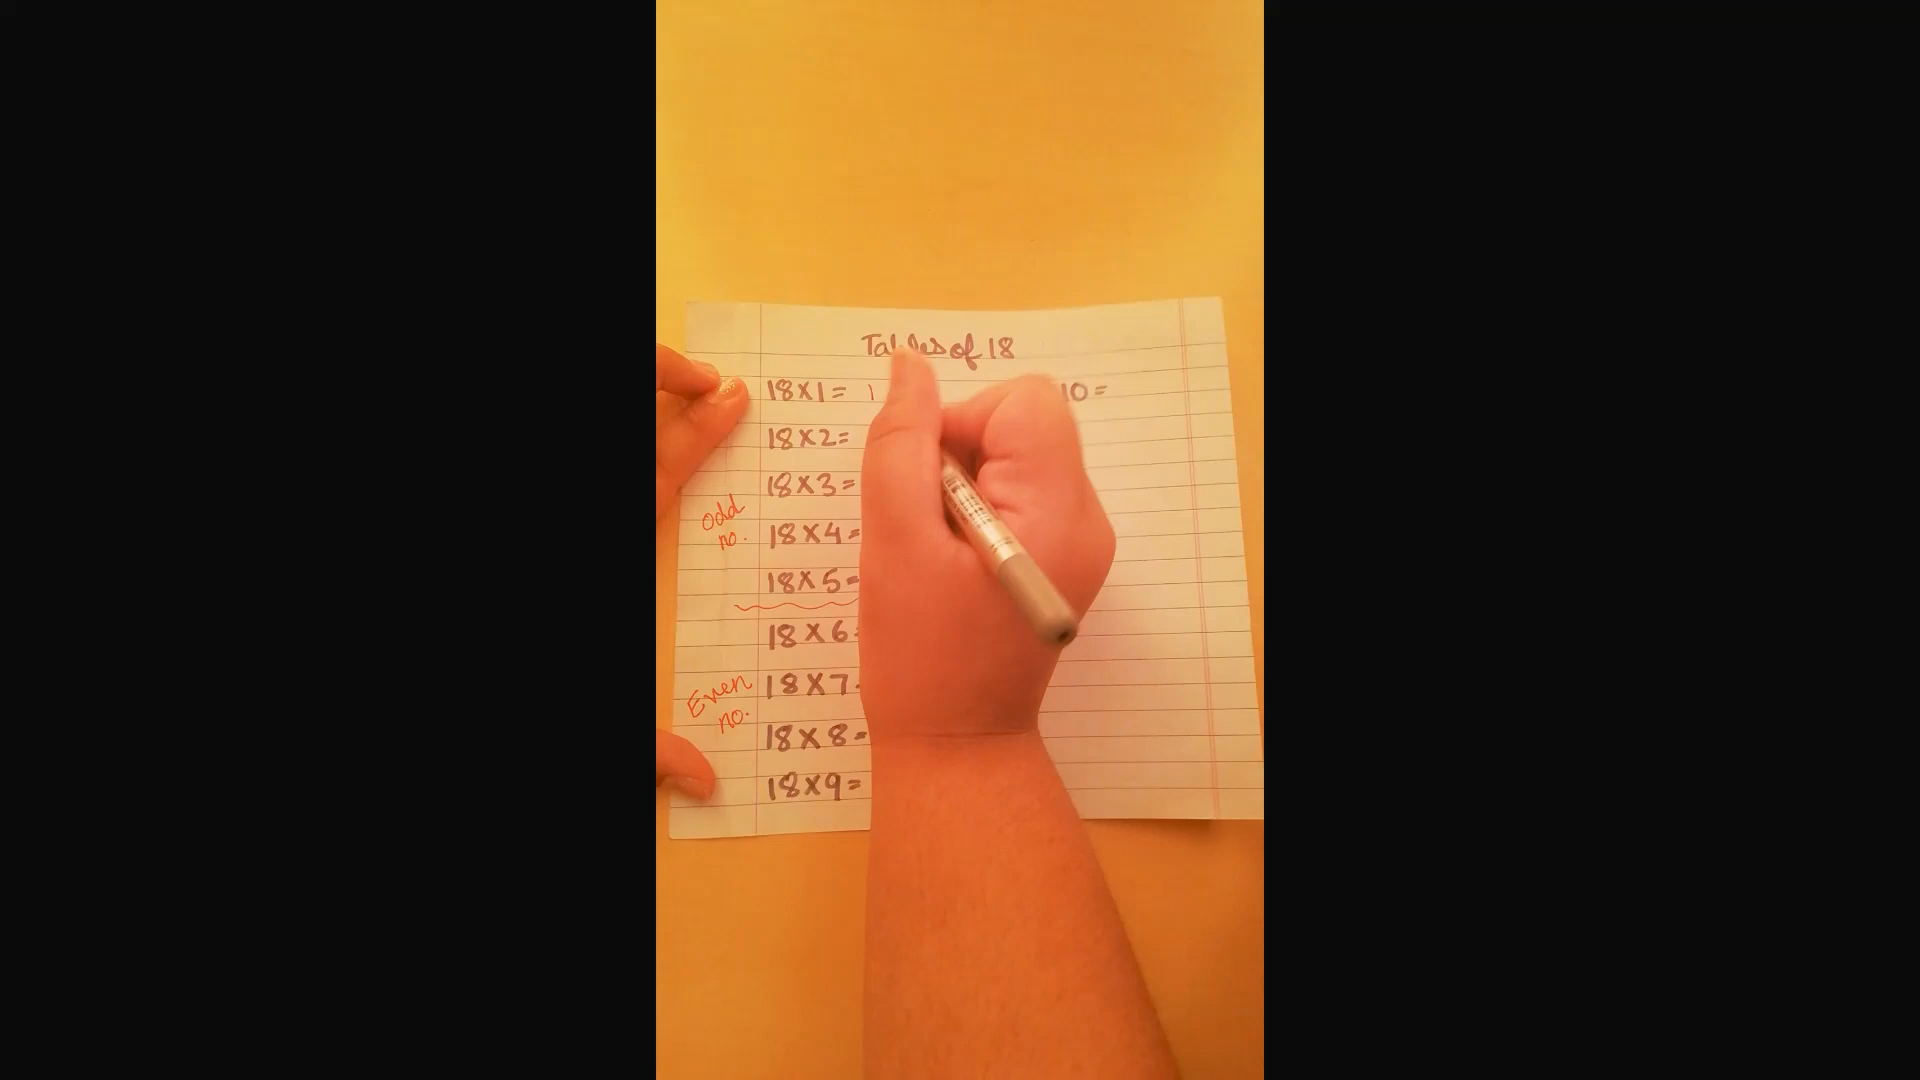 Tables of 18
18X1= 1
10=
18X2=
18X3=
odd
no.
18X4=
18X5=
18X6=
Even
no.
18X7
18X8=
18X9=